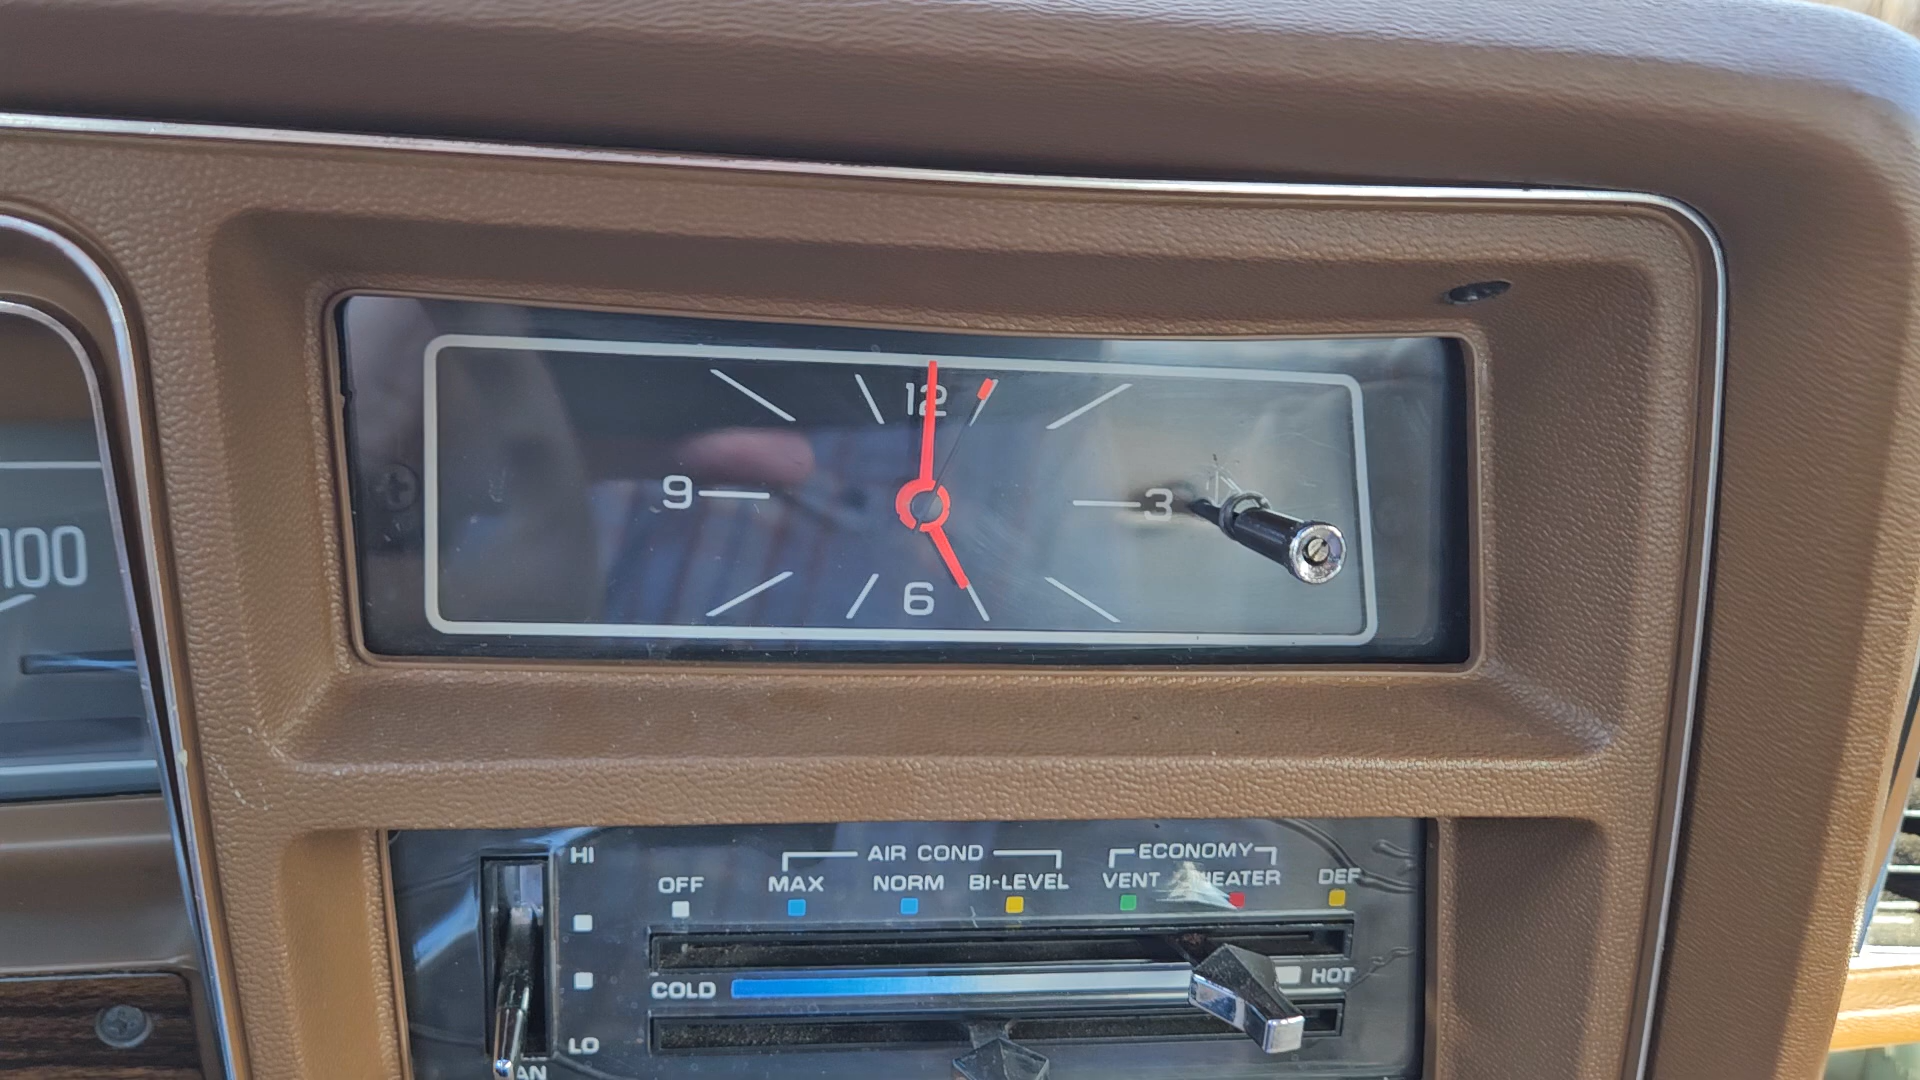 12
9
3
6
100
HI
AIR COND
ECONOMY
OFF
MAX
NORM
BI-LEVEL
VENT
HEATER
DEF
COLD
HOT
LO